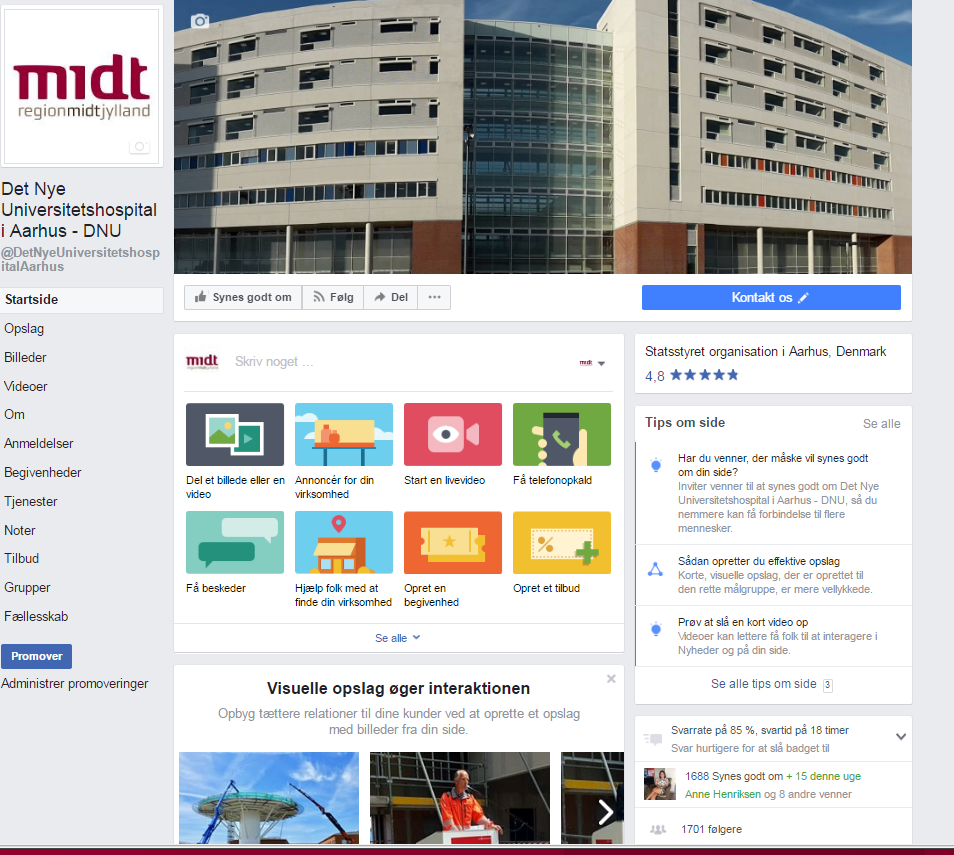 midt
regionmidtjylland
Det Nye
Universitetshospital
i Aarhus - DNU
@DetNyeUniversitetshosp
italAarhus
Startside
Opslag
Billeder
Videoer
Om
Anmeldelser
Begivenheder
Tjenester
Noter
Tilbud
Grupper
Fællesskab
Promover
Administrer promoveringer
Synes godt om
Følg
Del
Kontakt os
midt
regionmidtjylland
Skriv noget ...
midt
Del et billede eller en
video
Annoncér for din
virksomhed
Start en livevideo
Få telefonopkald
Få beskeder
Hjælp folk med at
finde din virksomhed
Opret en
begivenhed
%
Opret et tilbud
Se alle
Visuelle opslag øger interaktionen
Opbyg tættere relationer til dine kunder ved at oprette et opslag
med billeder fra din side.
Statsstyret organisation i Aarhus, Denmark
4,8 ★★★★★
Tips om side
Se alle
Har du venner, der måske vil synes godt
om din side?
Inviter venner til at synes godt om Det Nye
Universitetshospital i Aarhus - DNU, så du
nemmere kan få forbindelse til flere
mennesker.
Sådan opretter du effektive opslag
Korte, visuelle opslag, der er oprettet til
den rette målgruppe, er mere vellykkede.
Prøv at slå en kort video op
Videoer kan lettere få folk til at interagere i
Nyheder og på din side.
Se alle tips om side 3
Svarrate på 85 %, svartid på 18 timer
Svar hurtigere for at slå badget til
1688 Synes godt om + 15 denne uge
Anne Henriksen og 8 andre venner
1701 følgere